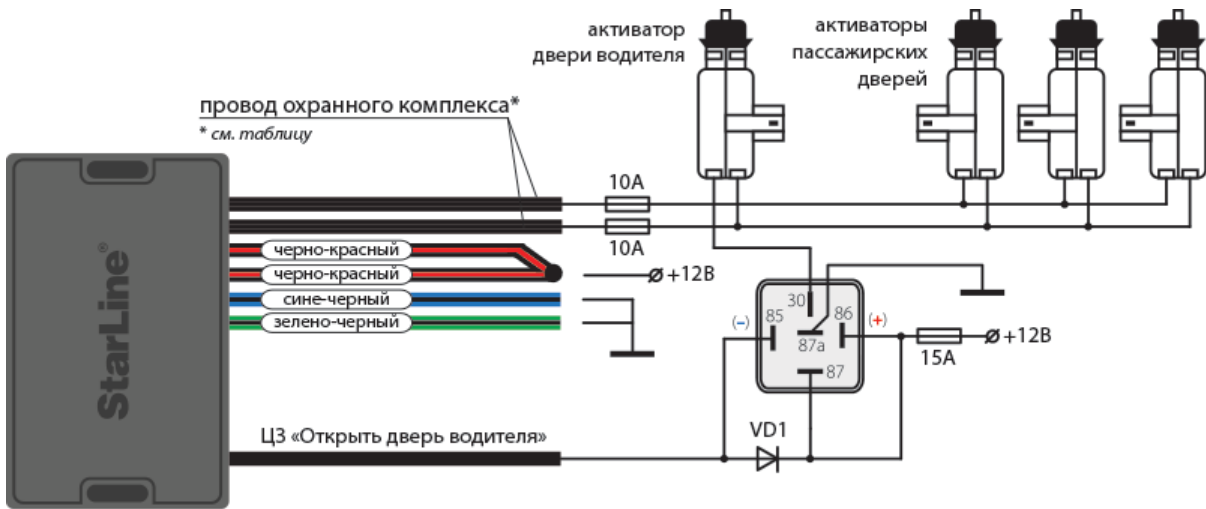 активатор
двери водителя
активаторы
пассажирских
дверей
провод охранного комплекса*
* см. таблицу
10А
10А
черно-красный
черно-красный
+12В
сине-черный
зелено-черный
StarLine®
30
85
86
(–)
(+)
87a
87
15А
+12В
VD1
ЦЗ «Открыть дверь водителя»